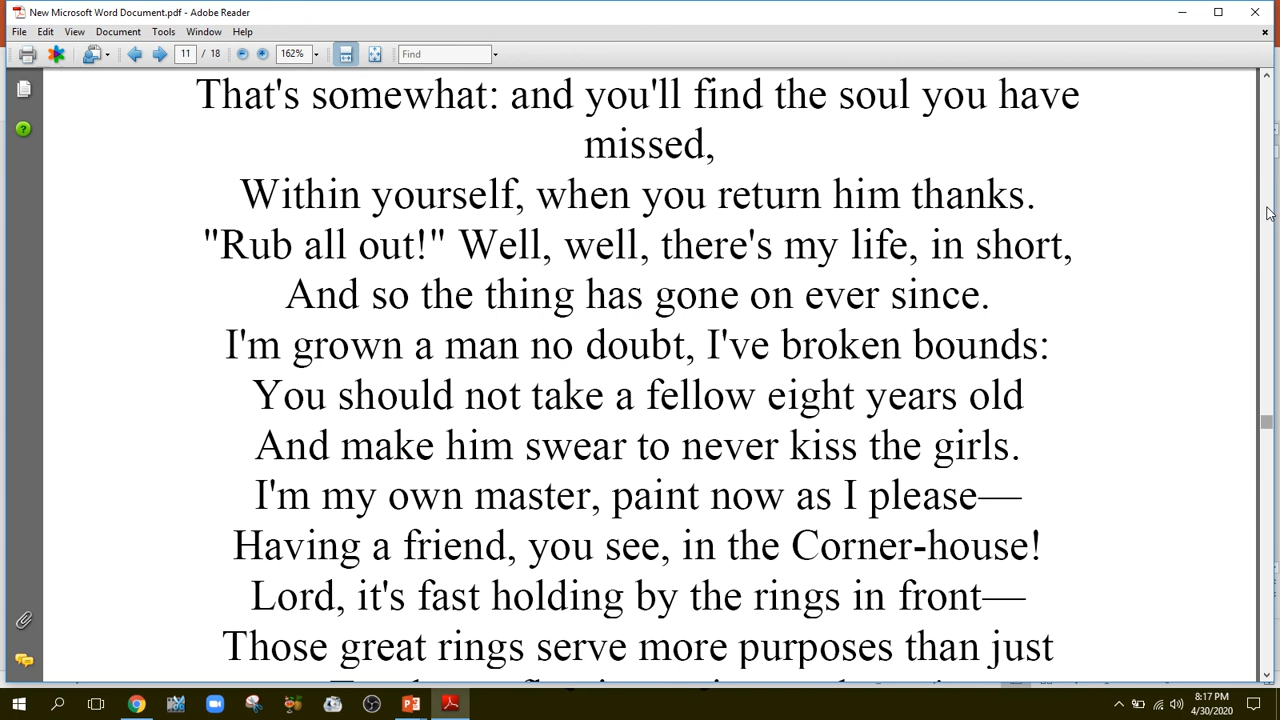 New Microsoft Word Document.pdf - Adobe Reader
File Edit View Document Tools Window Help
11 / 18 162% Find
That's somewhat: and you'll find the soul you have
missed,
Within yourself, when you return him thanks.
"Rub all out!" Well, well, there's my life, in short,
And so the thing has gone on ever since.
I'm grown a man no doubt, I've broken bounds:
You should not take a fellow eight years old
And make him swear to never kiss the girls.
I'm my own master, paint now as I please—
Having a friend, you see, in the Corner-house!
Lord, it's fast holding by the rings in front—
Those great rings serve more purposes than just
8:17 PM
4/30/2020